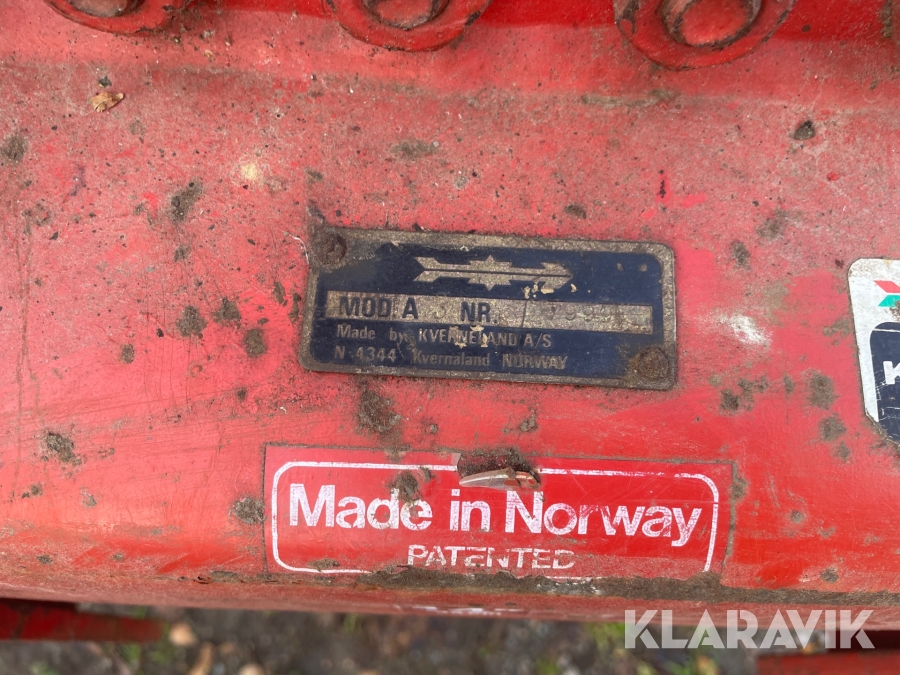 MOD. A NR.
Made by KVERNELAND A/S
N-4344 Kvernaland NORWAY
K
Made in Norway
PATENTED
KLARAVIK